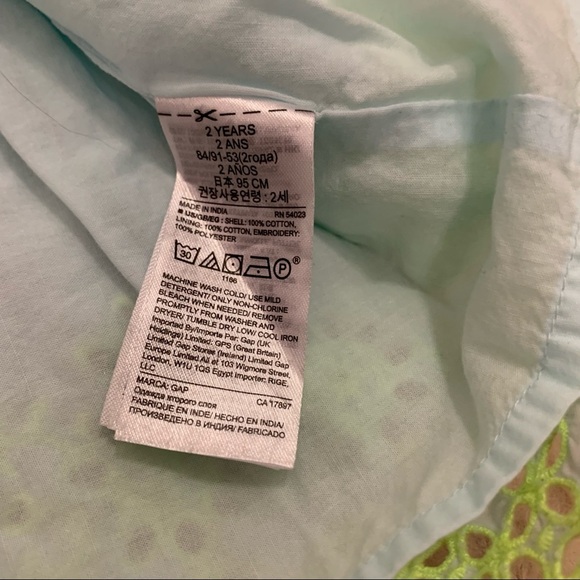 2 YEARS
2 ANS
84/91-53(2года)
2 AÑOS
日本 95 CM
권장사용연령 : 2세
MADE IN INDIA RN 54023
SHELL: 100% COTTON,
LINING: 100% COTTON, EMBROIDERY:
100% POLYESTER
30 P ®
1166
MACHINE WASH COLD/ USE MILD
DETERGENT/ ONLY NON-CHLORINE
BLEACH WHEN NEEDED/ REMOVE
PROMPTLY FROM WASHER AND
DRYER/ TUMBLE DRY LOW/ COOL IRON
Imported By/Importe Par: Gap (UK
Holdings) Limited. GPS (Great Britain)
Limited Gap Stores (Ireland) Limited Gap
Europe Limited All at 103 Wigmore Street,
London, W1U 1QS Egypt Importer: RIGE,
LLC
MARCA: GAP CA 17897
Одежда второго слоя
FABRIQUE EN INDE/ HECHO EN INDIA/
ПРОИЗВЕДЕНО В ИНДИЯ/ FABRICADO